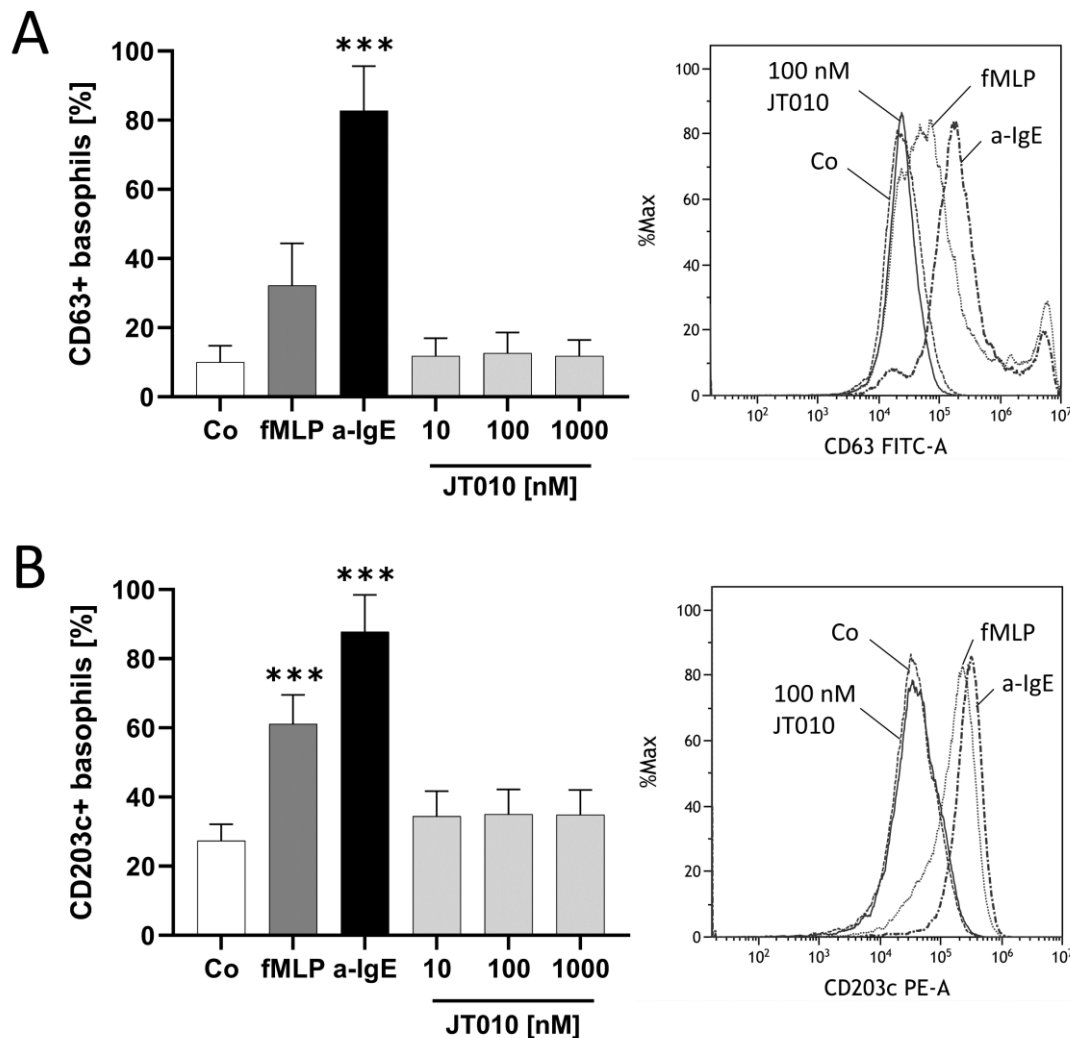 A
CD63+ basophils [%]
100
80
60
40
20
0
***
Co fMLP a-IgE 10 100 1000
JT010 [nM]
%Max
100
80
60
40
20
0
100 nM
JT010
fMLP
a-IgE
Co
10² 10³ 10⁴ 10⁵ 10⁶ 10⁷
CD63 FITC-A
B
CD203c+ basophils [%]
100
80
60
40
20
0
***
***
Co fMLP a-IgE 10 100 1000
JT010 [nM]
%Max
100
80
60
40
20
0
Co
fMLP
a-IgE
100 nM
JT010
10² 10³ 10⁴ 10⁵ 10⁶ 10⁷
CD203c PE-A